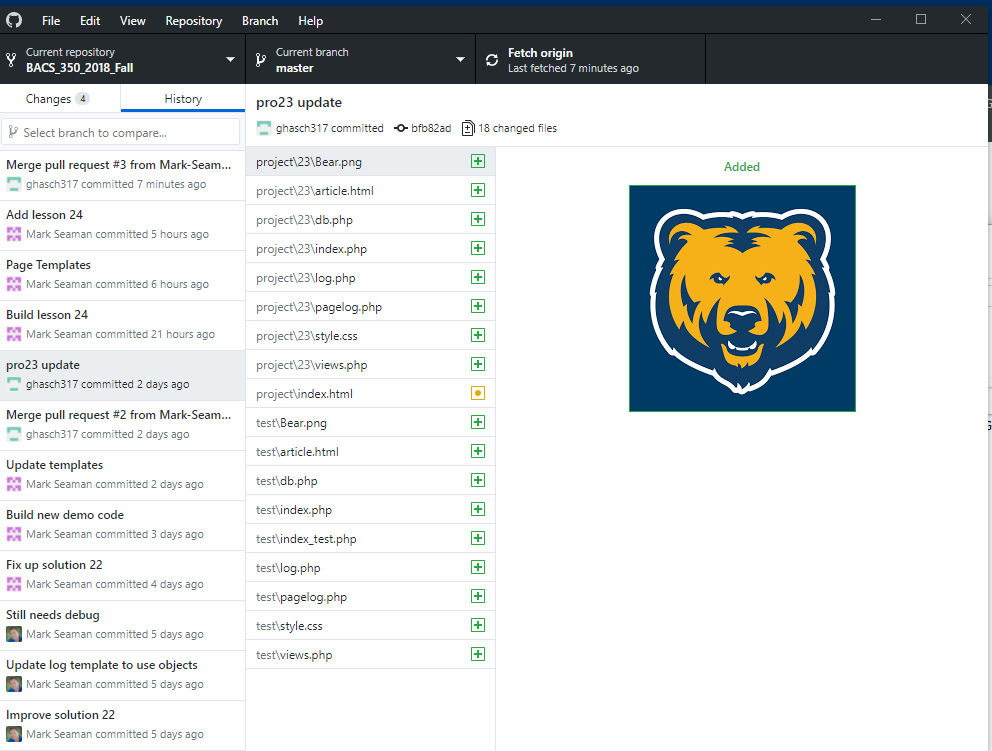 File Edit View Repository Branch Help
Current repository
BACS_350_2018_Fall
Current branch
master
Fetch origin
Last fetched 7 minutes ago
Changes 4
History
Select branch to compare...
Merge pull request #3 from Mark-Seam...
ghasch317 committed 7 minutes ago
Add lesson 24
Mark Seaman committed 5 hours ago
Page Templates
Mark Seaman committed 6 hours ago
Build lesson 24
Mark Seaman committed 21 hours ago
pro23 update
ghasch317 committed 2 days ago
Merge pull request #2 from Mark-Seam...
ghasch317 committed 2 days ago
Update templates
Mark Seaman committed 2 days ago
Build new demo code
Mark Seaman committed 3 days ago
Fix up solution 22
Mark Seaman committed 4 days ago
Still needs debug
Mark Seaman committed 5 days ago
Update log template to use objects
Mark Seaman committed 5 days ago
Improve solution 22
Mark Seaman committed 5 days ago
pro23 update
ghasch317 committed bfb82ad 18 changed files
project\23\Bear.png
project\23\article.html
project\23\db.php
project\23\index.php
project\23\log.php
project\23\pagelog.php
project\23\style.css
project\23\views.php
project\index.html
test\Bear.png
test\article.html
test\db.php
test\index.php
test\index_test.php
test\log.php
test\pagelog.php
test\style.css
test\views.php
Added